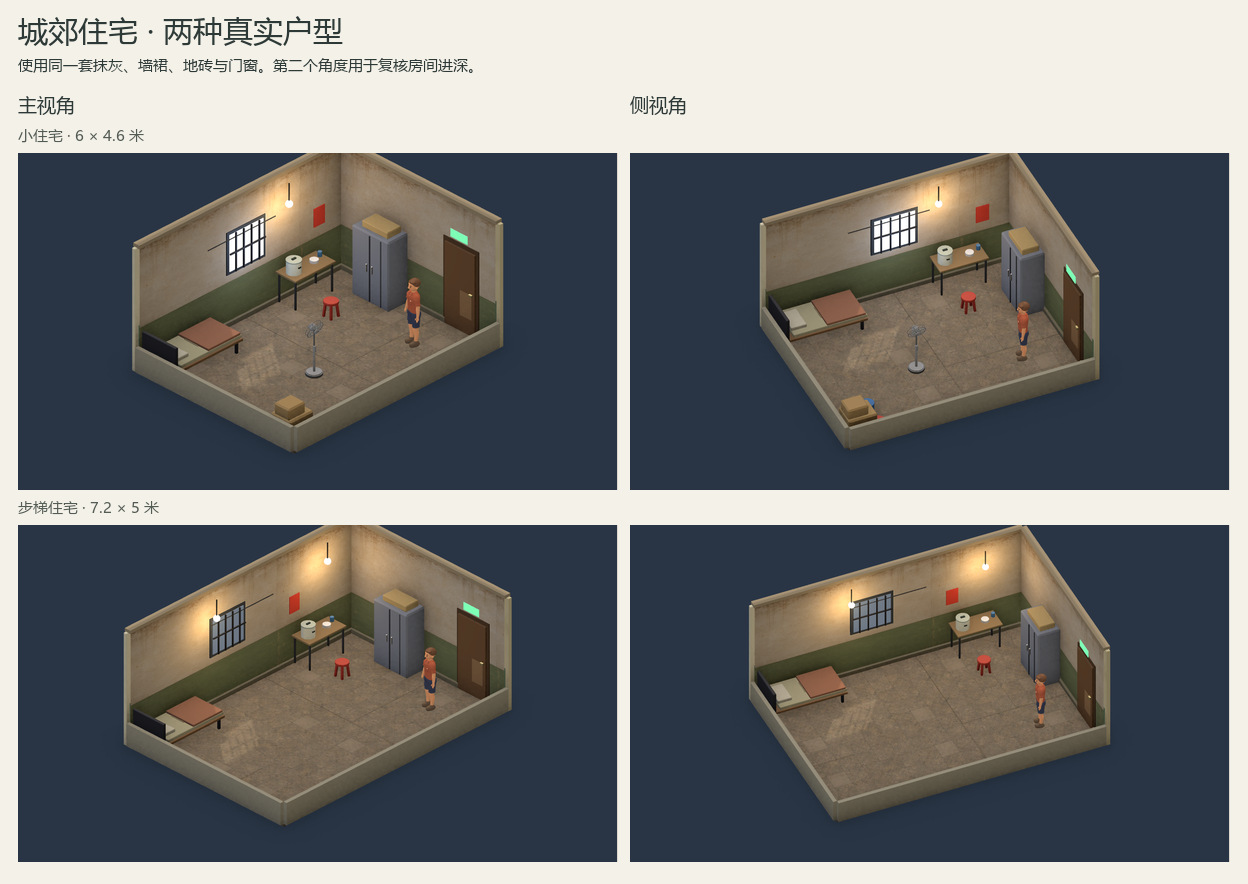 城郊住宅 · 两种真实户型
使用同一套抹灰、墙裙、地砖与门窗。第二个角度用于复核房间进深。
主视角
侧视角
小住宅 · 6 × 4.6 米
步梯住宅 · 7.2 × 5 米